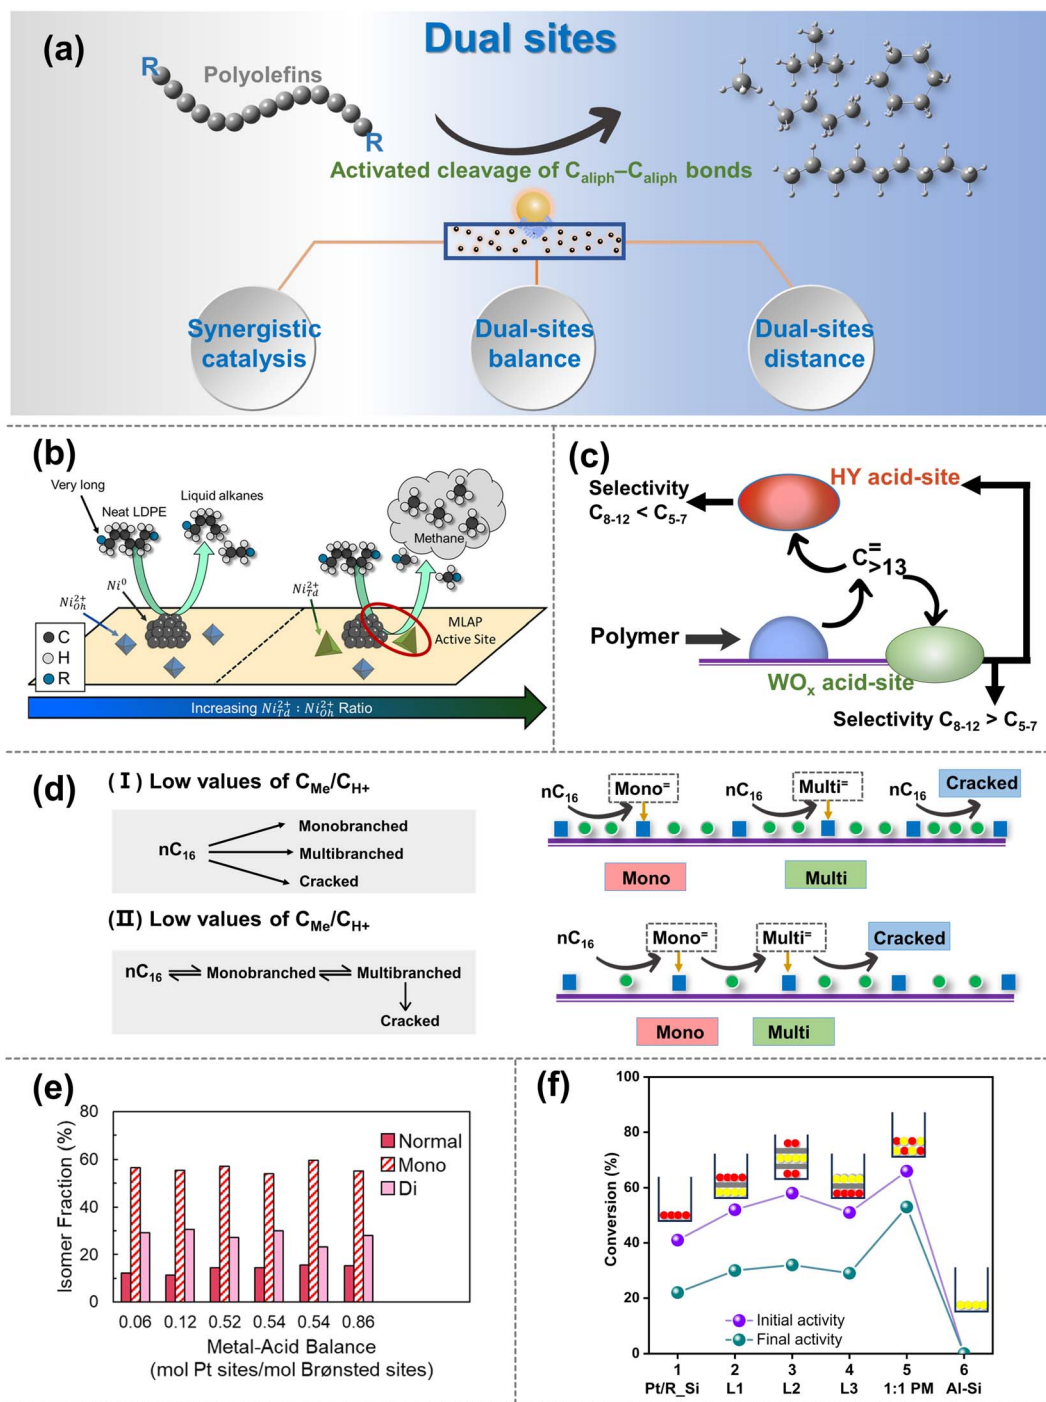 (a)
Dual sites
R
Polyolefins
R
Activated cleavage of Caliph–Caliph bonds
Synergistic
catalysis
Dual-sites
balance
Dual-sites
distance
(b)
Very long
Neat LDPE
Liquid alkanes
Methane
Ni⁰
Ni²⁺Oh
Ni²⁺Td
MLAP
Active Site
C
H
R
Increasing Ni²⁺Td : Ni²⁺Oh Ratio
(c)
HY acid-site
Selectivity
C8-12 < C5-7
C=>13
Polymer
WOx acid-site
Selectivity C8-12 > C5-7
(d)
(Ⅰ) Low values of CMe/CH+
nC16
Monobranched
Multibranched
Cracked
nC16 Mono=
nC16 Multi=
nC16 Cracked
Mono
Multi
(Ⅱ) Low values of CMe/CH+
nC16 ⇌ Monobranched ⇌ Multibranched
Cracked
nC16 Mono= Multi= Cracked
Mono
Multi
(e)
Isomer Fraction (%)
80
60
40
20
0
Normal
Mono
Di
0.06 0.12 0.52 0.54 0.54 0.86
Metal-Acid Balance
(mol Pt sites/mol Brønsted sites)
(f)
Conversion (%)
100
80
60
40
20
0
Initial activity
Final activity
1 2 3 4 5 6
Pt/R_Si L1 L2 L3 1:1 PM Al-Si